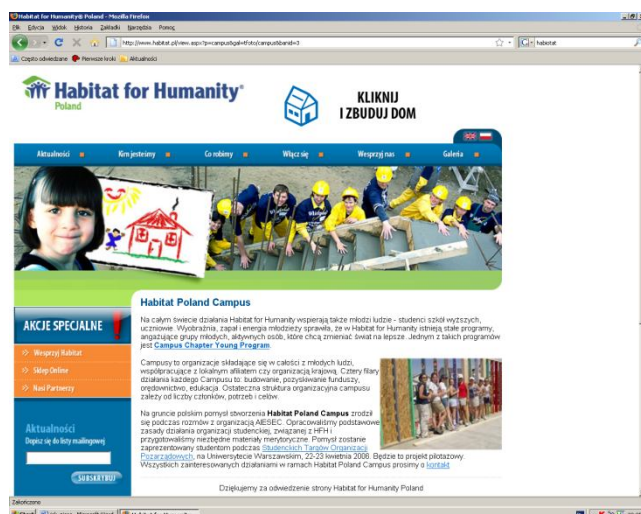 Habitat for Humanity® Poland - Mozilla Firefox
Plik Edycja Widok Historia Zakładki Narzędzia Pomoc
http://www.habitat.pl/view.aspx?p=campus&gal=tfoto/campus&banid=3
habiotat
Często odwiedzane Pierwsze kroki Aktualności
Habitat for Humanity®
Poland
KLIKNIJ
I ZBUDUJ DOM
Aktualności Kim jesteśmy Co robimy Włącz się Wesprzyj nas Galeria
Habitat Poland Campus
Na całym świecie działania Habitat for Humanity wspierają także młodzi ludzie - studenci szkół wyższych,
uczniowie. Wyobraźnia, zapał i energia młodzieży sprawiła, że w Habitat for Humanity istnieją stałe programy,
angażujące grupy młodych, aktywnych osób, które chcą zmieniać świat na lepsze. Jednym z takich programów
jest Campus Chapter Young Program.
Campusy to organizacje składające się w całości z młodych ludzi,
współpracujące z lokalnym afiliatem czy organizacją krajową. Cztery filary
działania każdego Campusu to: budowanie, pozyskiwanie funduszy,
orędownictwo, edukacja. Ostateczna struktura organizacyjna campusu
zależy od liczby członków, potrzeb i celów.
Na gruncie polskim pomysł stworzenia Habitat Poland Campus zrodził
się podczas rozmów z organizacją AIESEC. Opracowaliśmy podstawowe
zasady działania organizacji studenckiej, związanej z HFH i
przygotowaliśmy niezbędne materiały merytoryczne. Pomysł zostanie
zaprezentowany studentom podczas Studenckich Targów Organizacji
Pozarządowych, na Uniwersytecie Warszawskim, 22-23 kwietnia 2008. Będzie to projekt pilotażowy.
Wszystkich zainteresowanych działaniami w ramach Habitat Poland Campus prosimy o kontakt
Dziękujemy za odwiedzenie strony Habitat for Humanity Poland
AKCJE SPECJALNE
Wesprzyj Habitat
Sklep Online
Nasi Partnerzy
Aktualności
Dopisz się do listy mailingowej
SUBSKRYBUJ
Zakończono